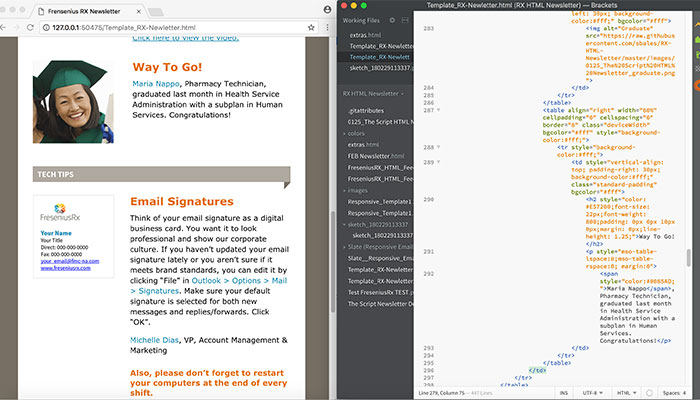 Fresenius RX Newletter
127.0.0.1:50475/Template_RX-Newletter.html
Click here to view the video.
Way To Go!
Maria Nappo, Pharmacy Technician,
graduated last month in Health Service
Administration with a subplan in Human
Services. Congratulations!
TECH TIPS
FreseniusRx
Your Name
Your Title
Direct: 000-000-0000
Fax: 000-000-0000
your_email@fmc-na.com
www.freseniusrx.com
Email Signatures
Think of your email signature as a digital
business card. You want it to look
professional and show our corporate
culture. If you haven't updated your email
signature lately or you aren't sure if it
meets brand standards, you can edit it by
clicking “File” in Outlook > Options > Mail
> Signatures. Make sure your default
signature is selected for both new
messages and replies/forwards. Click
“OK”.
Michelle Dias, VP, Account Management &
Marketing
Also, please don't forget to restart
your computers at the end of every
shift.
Template_RX-Newletter.html (RX HTML Newsletter) — Brackets
Working Files
extras.html
Template_RX-Newletter
Template_RX-Newlett
sketch_180229113337.p
RX HTML Newsletter
.gitattributes
0125_The Script HTML N
colors
extras.html
FEB Newsletter.html
FreseniusRX_HTML_Fee
FreseniusRX_HTML_Feed
images
Responsive_Template1
Responsive_Template1.
sketch_180229113337
sketch_180229113337.p
Slate (Responsive Emai
Slate__Responsive_Ema
Template_RX-Newletter
Template_RX-Newletter
Test FreseniusRX TEST
The Script Newsletter De
left: 30px; background-
color:#fff;" bgcolor="#fff">
283
<img alt="Graduate"
src="https://raw.githubus
ercontent.com/sbales/RX-
HTML-
Newsletter/master/images/
0125_The%20Script%20HTML%
20Newsletter_graduate.png
">
284
</td>
285
</tr>
286
</table>
287
<table align="right" width="60%"
cellpadding="0" cellspacing="0"
border="0" class="deviceWidth"
bgcolor="#fff" style="background-
color:#fff;">
288
<tr style="background-
color:#fff;">
289
<td style="vertical-align:
top; padding-right: 30px;
background-color:#fff;"
class="standard-padding"
bgcolor="#fff">
290
<h2 style="color:
#E57200;font-size:
22px;font-weight:
600;padding: 0px 0px 10px
0px;margin: 0px;line-
height: 1.25;">Way To Go!
</h2>
291
<p style="mso-table-
lspace:0;mso-table-
rspace:0; margin:0">
292
<span
style="color:#0085AD;
">Maria Nappo</span>,
Pharmacy Technician,
graduated last month
in Health Service
Administration with a
subplan in Human
Services.
Congratulations!</p>
293
</td>
294
</tr>
295
</table>
296
</td>
297
</tr>
298
</table>
Line 279, Column 75 — 447 Lines
INS
UTF-8
HTML
Spaces: 4